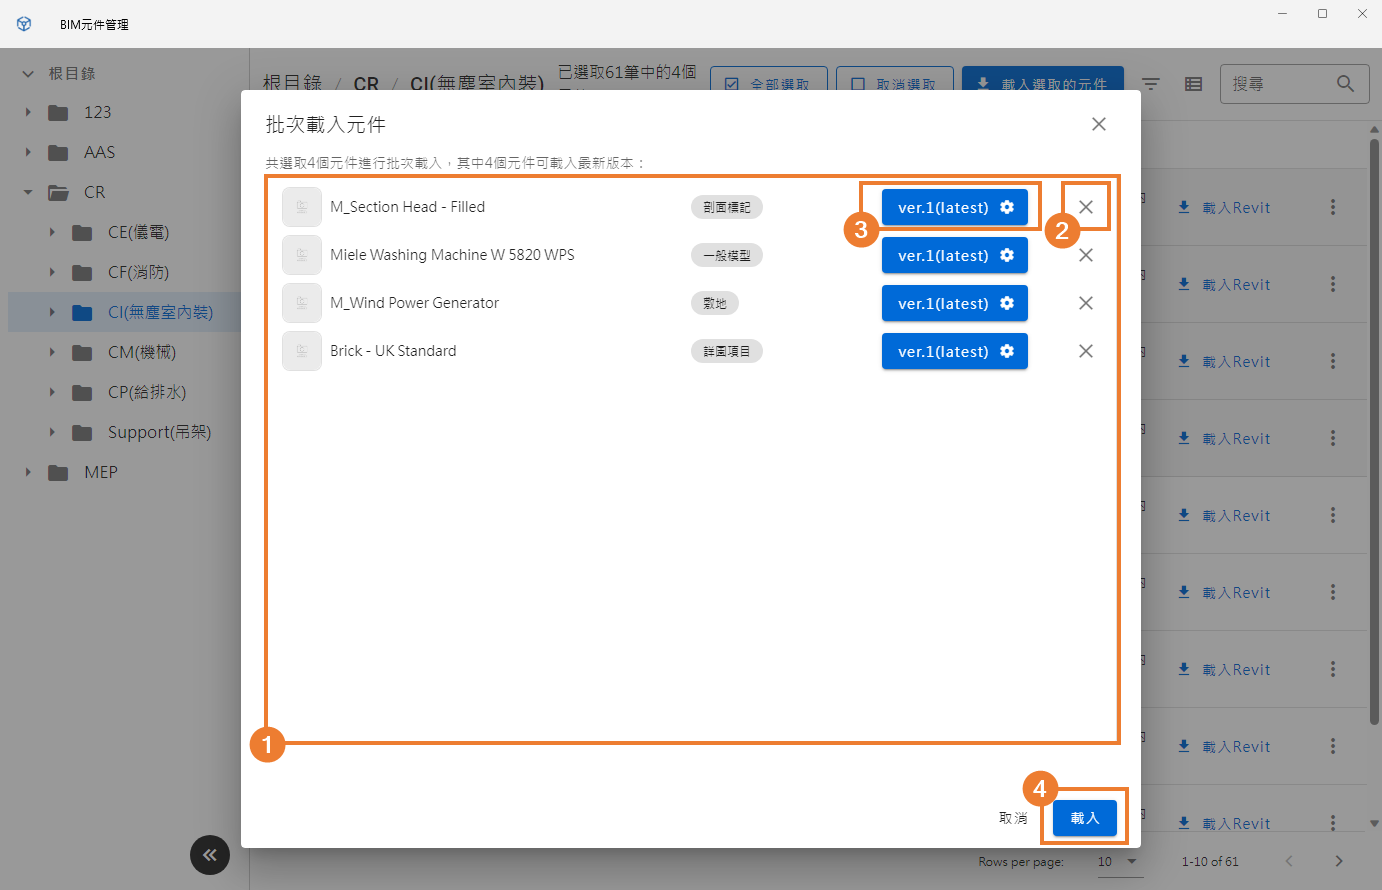 BIM元件管理
根目錄
123
AAS
CR
CE(儀電)
CF(消防)
CI(無塵室內裝)
CM(機械)
CP(給排水)
Support(吊架)
MEP
根目錄 / CR / CI(無塵室內裝)
已選取61筆中的4個
全部選取
取消選取
載入選取的元件
搜尋
批次載入元件
共選取4個元件進行批次載入，其中4個元件可載入最新版本：
M_Section Head - Filled 剖面標記 ver.1(latest)
3
2
Miele Washing Machine W 5820 WPS 一般模型 ver.1(latest)
M_Wind Power Generator 敷地 ver.1(latest)
Brick - UK Standard 詳圖項目 ver.1(latest)
1
4
取消
載入
載入Revit
載入Revit
載入Revit
載入Revit
載入Revit
載入Revit
載入Revit
載入Revit
載入Revit
Rows per page: 10 1-10 of 61